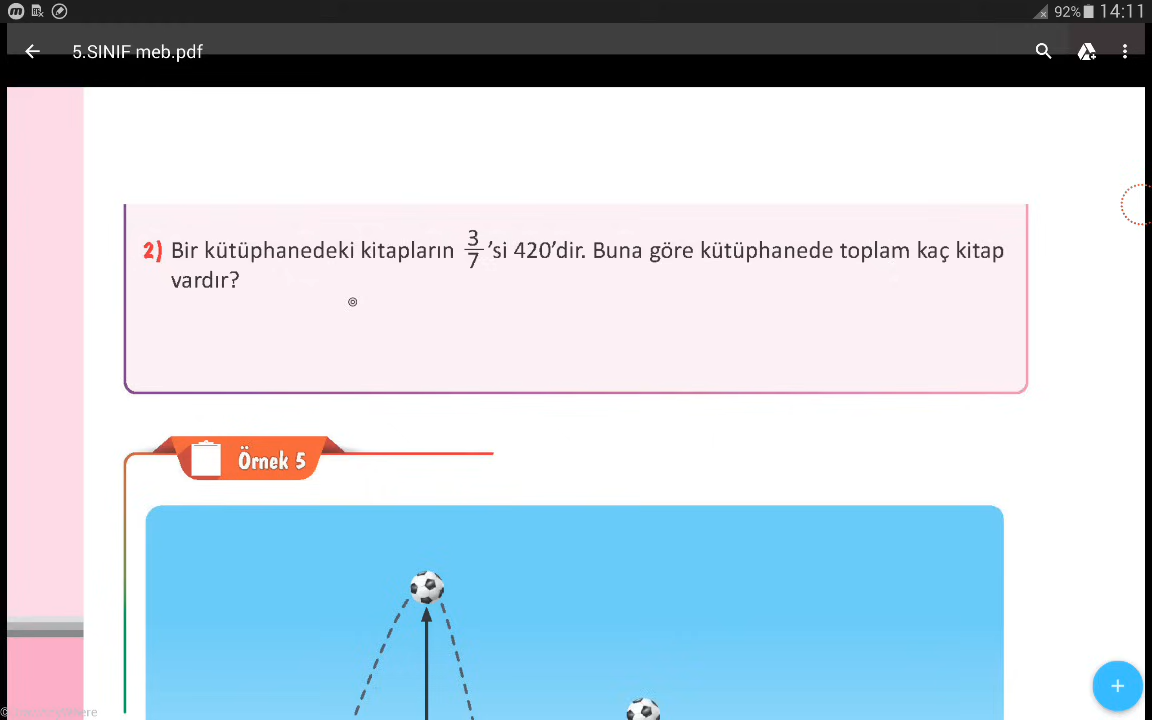 92% 14:11
5.SINIF meb.pdf
2) Bir kütüphanedeki kitapların 3/7 'si 420'dir. Buna göre kütüphanede toplam kaç kitap
vardır?
Örnek 5